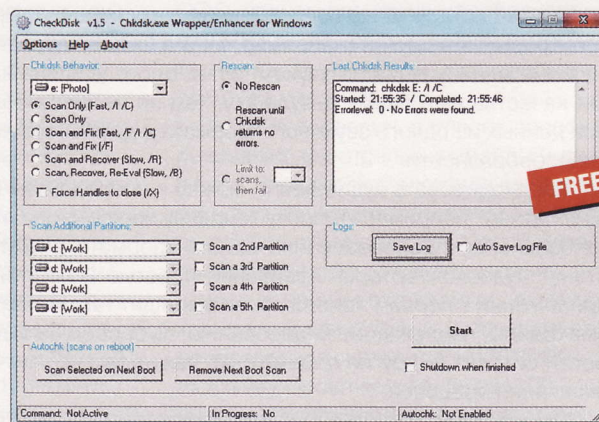 CheckDisk v1.5 - Chkdsk.exe Wrapper/Enhancer for Windows
Options Help About
Chkdsk Behavior:
e: [Photo]
Scan Only (Fast, /I /C)
Scan Only
Scan and Fix (Fast, /F /I /C)
Scan and Fix (/F)
Scan and Recover (Slow, /R)
Scan, Recover, Re-Eval (Slow, /B)
Force Handles to close (/X)
Rescan:
No Rescan
Rescan until
Chkdsk
returns no
errors.
Limit to:
scans,
then fail
Last Chkdsk Results:
Command: chkdsk E: /I /C
Started: 21:55:35 / Completed: 21:55:46
Errorlevel: 0 - No Errors were found.
FREE
Scan Additional Partitions:
d: [Work]
Scan a 2nd Partition
d: [Work]
Scan a 3rd Partition
d: [Work]
Scan a 4th Partition
d: [Work]
Scan a 5th Partition
Logs:
Save Log
Auto Save Log File
Autochk (scans on reboot)
Scan Selected on Next Boot
Remove Next Boot Scan
Start
Shutdown when finished
Command: Not Active
In Progress: No
Autochk: Not Enabled